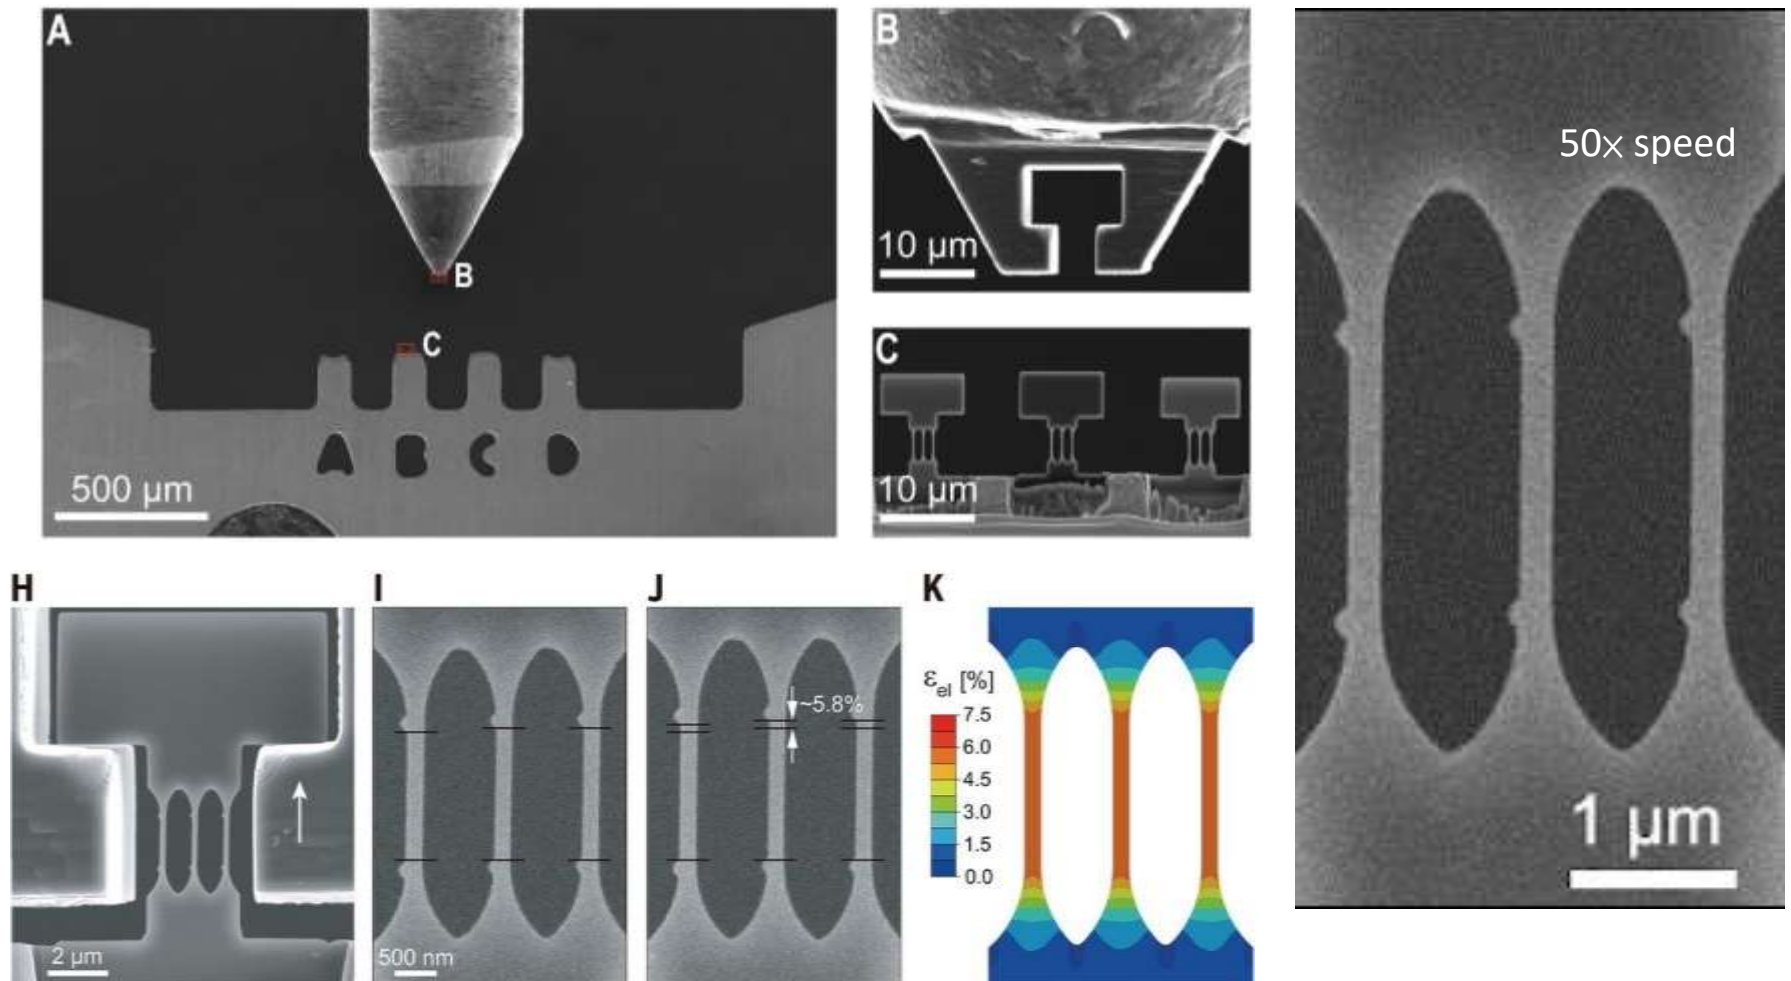 A
B
C
A B C D
500 µm
B
10 µm
C
10 µm
50× speed
1 µm
H
2 µm
I
500 nm
J
~5.8%
K
εel [%]
7.5
6.0
4.5
3.0
1.5
0.0